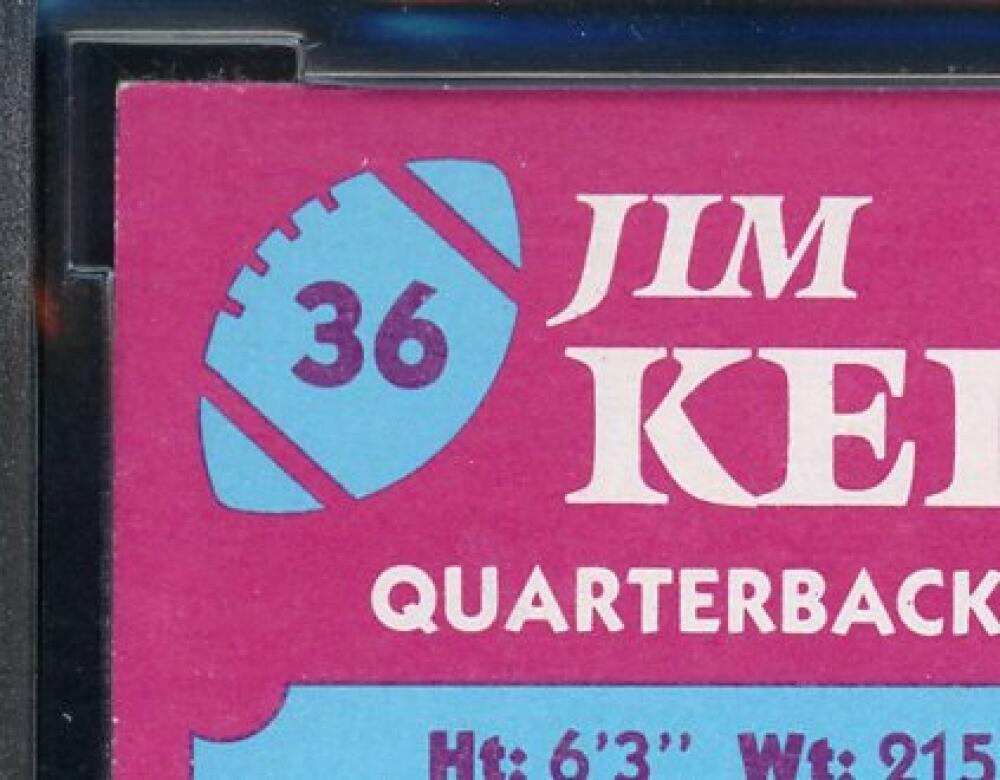 36
JIM
KE
QUARTERBACK
Ht: 6'3" Wt: 215